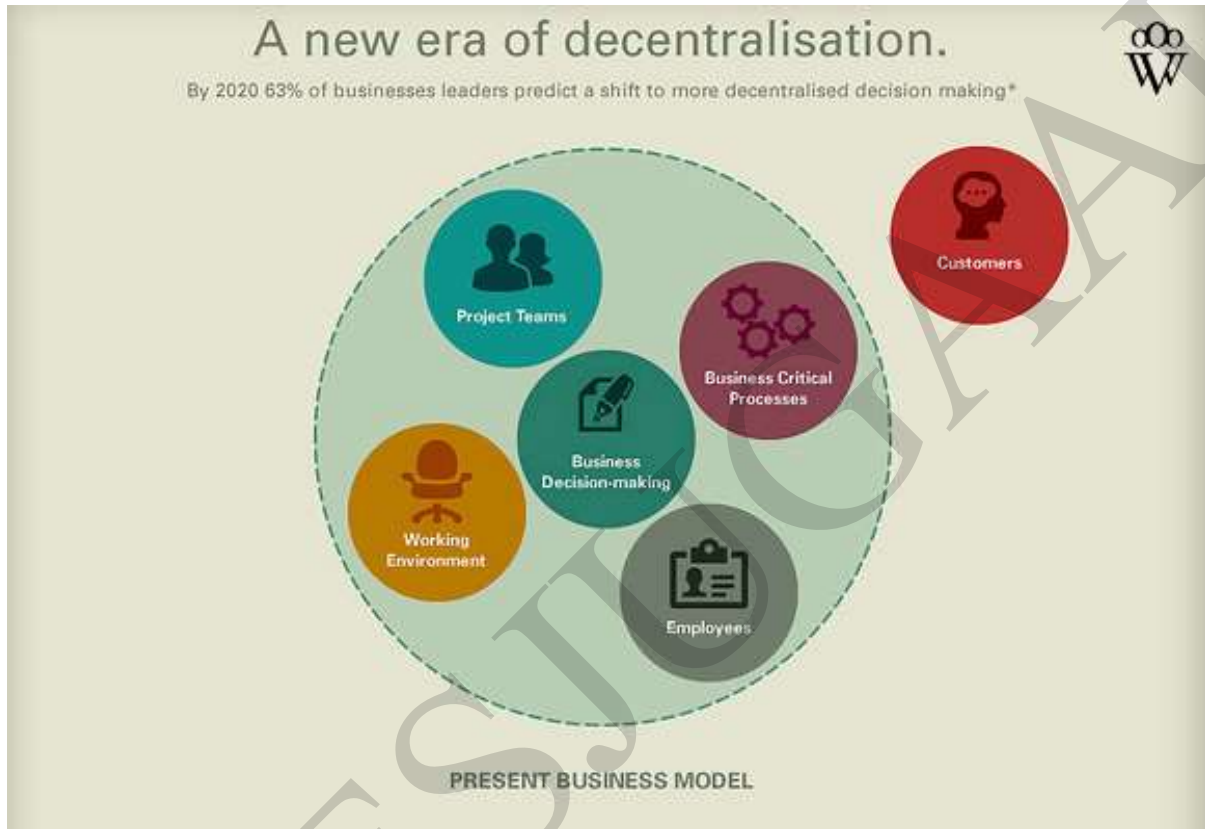 A new era of decentralisation.
By 2020 63% of businesses leaders predict a shift to more decentralised decision making*
Customers
Project Teams
Business Critical
Processes
Business
Decision-making
Working
Environment
Employees
PRESENT BUSINESS MODEL